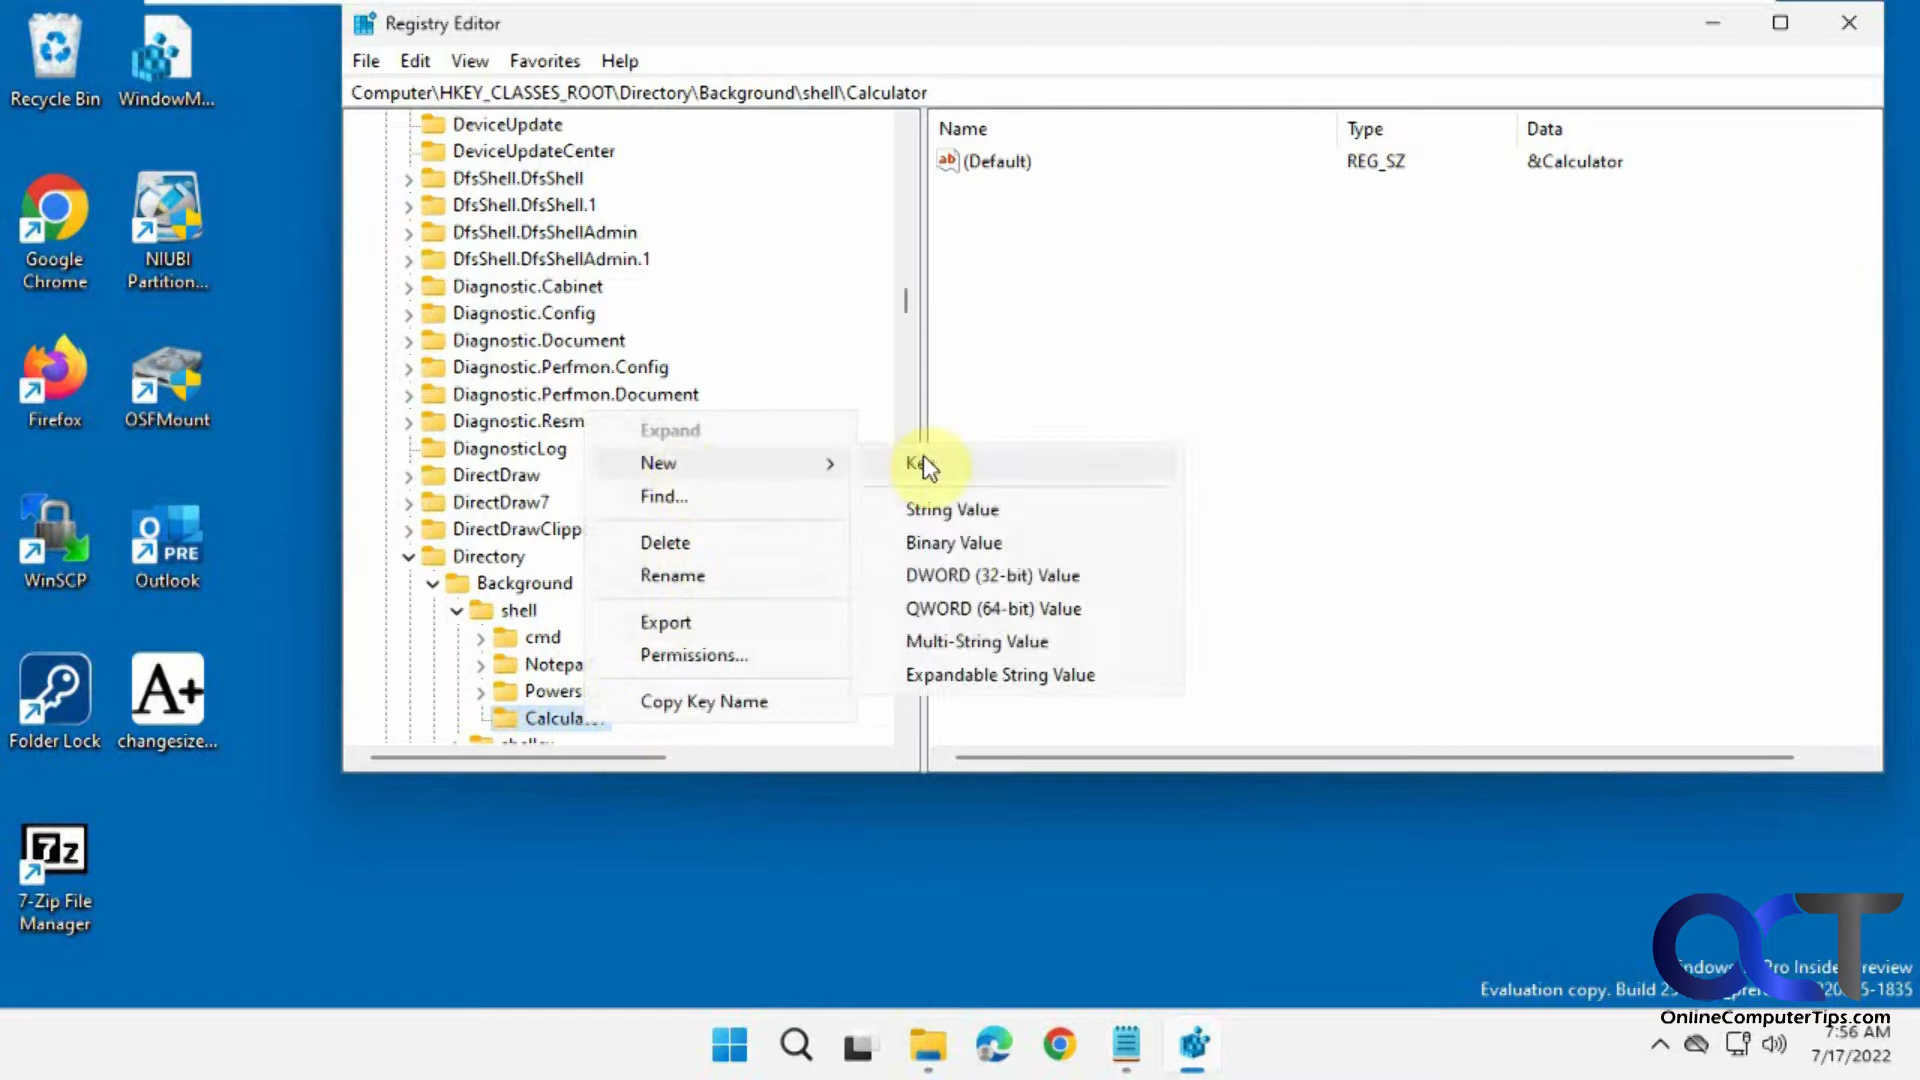 Recycle Bin
WindowM...
Google
Chrome
NIUBI
Partition...
Firefox
OSFMount
WinSCP
PRE
Outlook
Folder Lock
A+
changesize...
7z
7-Zip File
Manager
Registry Editor
File Edit View Favorites Help
Computer\HKEY_CLASSES_ROOT\Directory\Background\shell\Calculator
DeviceUpdate
DeviceUpdateCenter
DfsShell.DfsShell
DfsShell.DfsShell.1
DfsShell.DfsShellAdmin
DfsShell.DfsShellAdmin.1
Diagnostic.Cabinet
Diagnostic.Config
Diagnostic.Document
Diagnostic.Perfmon.Config
Diagnostic.Perfmon.Document
Diagnostic.Resm
DiagnosticLog
DirectDraw
DirectDraw7
DirectDrawClipp
Directory
Background
shell
cmd
Notepa
Powers
Calcula
Name Type Data
ab (Default) REG_SZ &Calculator
Expand
New
Find...
Delete
Rename
Export
Permissions...
Copy Key Name
Key
String Value
Binary Value
DWORD (32-bit) Value
QWORD (64-bit) Value
Multi-String Value
Expandable String Value
OCT
OnlineComputerTips.com
Pro
Evaluation copy. Build
5-1835
7:56 AM
7/17/2022